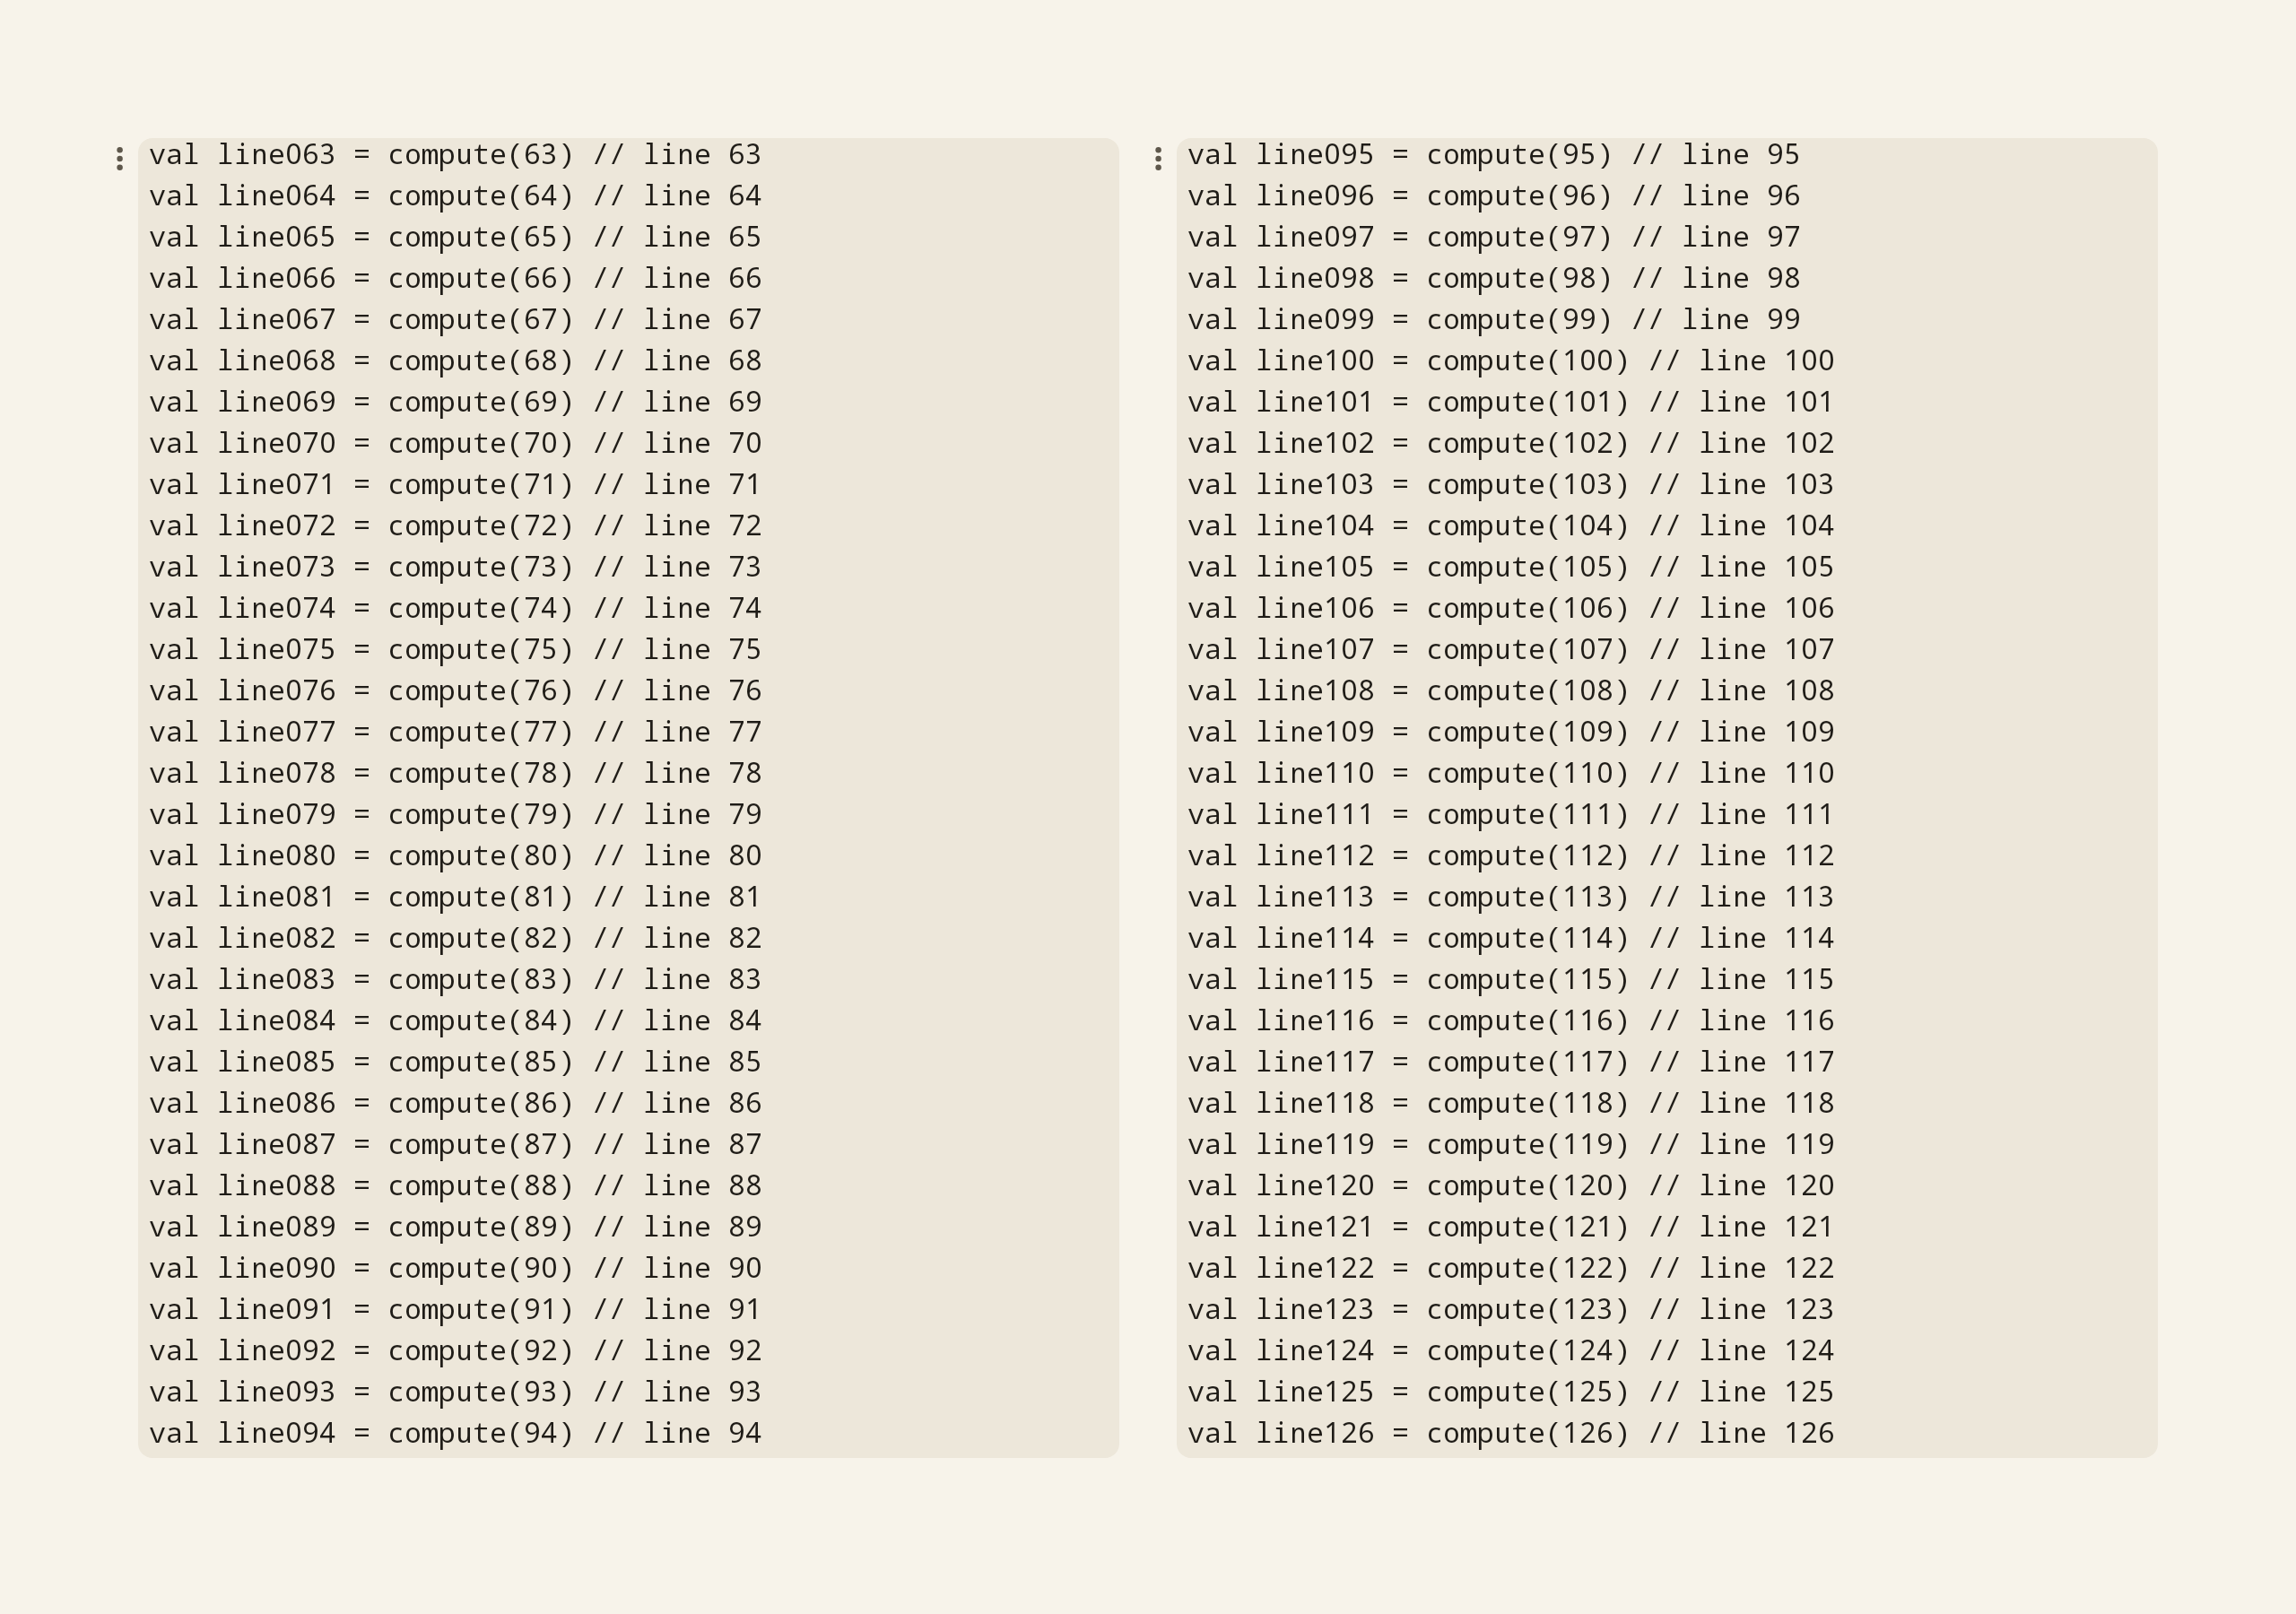 val line063 = compute(63) // line 63
val line064 = compute(64) // line 64
val line065 = compute(65) // line 65
val line066 = compute(66) // line 66
val line067 = compute(67) // line 67
val line068 = compute(68) // line 68
val line069 = compute(69) // line 69
val line070 = compute(70) // line 70
val line071 = compute(71) // line 71
val line072 = compute(72) // line 72
val line073 = compute(73) // line 73
val line074 = compute(74) // line 74
val line075 = compute(75) // line 75
val line076 = compute(76) // line 76
val line077 = compute(77) // line 77
val line078 = compute(78) // line 78
val line079 = compute(79) // line 79
val line080 = compute(80) // line 80
val line081 = compute(81) // line 81
val line082 = compute(82) // line 82
val line083 = compute(83) // line 83
val line084 = compute(84) // line 84
val line085 = compute(85) // line 85
val line086 = compute(86) // line 86
val line087 = compute(87) // line 87
val line088 = compute(88) // line 88
val line089 = compute(89) // line 89
val line090 = compute(90) // line 90
val line091 = compute(91) // line 91
val line092 = compute(92) // line 92
val line093 = compute(93) // line 93
val line094 = compute(94) // line 94
val line095 = compute(95) // line 95
val line096 = compute(96) // line 96
val line097 = compute(97) // line 97
val line098 = compute(98) // line 98
val line099 = compute(99) // line 99
val line100 = compute(100) // line 100
val line101 = compute(101) // line 101
val line102 = compute(102) // line 102
val line103 = compute(103) // line 103
val line104 = compute(104) // line 104
val line105 = compute(105) // line 105
val line106 = compute(106) // line 106
val line107 = compute(107) // line 107
val line108 = compute(108) // line 108
val line109 = compute(109) // line 109
val line110 = compute(110) // line 110
val line111 = compute(111) // line 111
val line112 = compute(112) // line 112
val line113 = compute(113) // line 113
val line114 = compute(114) // line 114
val line115 = compute(115) // line 115
val line116 = compute(116) // line 116
val line117 = compute(117) // line 117
val line118 = compute(118) // line 118
val line119 = compute(119) // line 119
val line120 = compute(120) // line 120
val line121 = compute(121) // line 121
val line122 = compute(122) // line 122
val line123 = compute(123) // line 123
val line124 = compute(124) // line 124
val line125 = compute(125) // line 125
val line126 = compute(126) // line 126